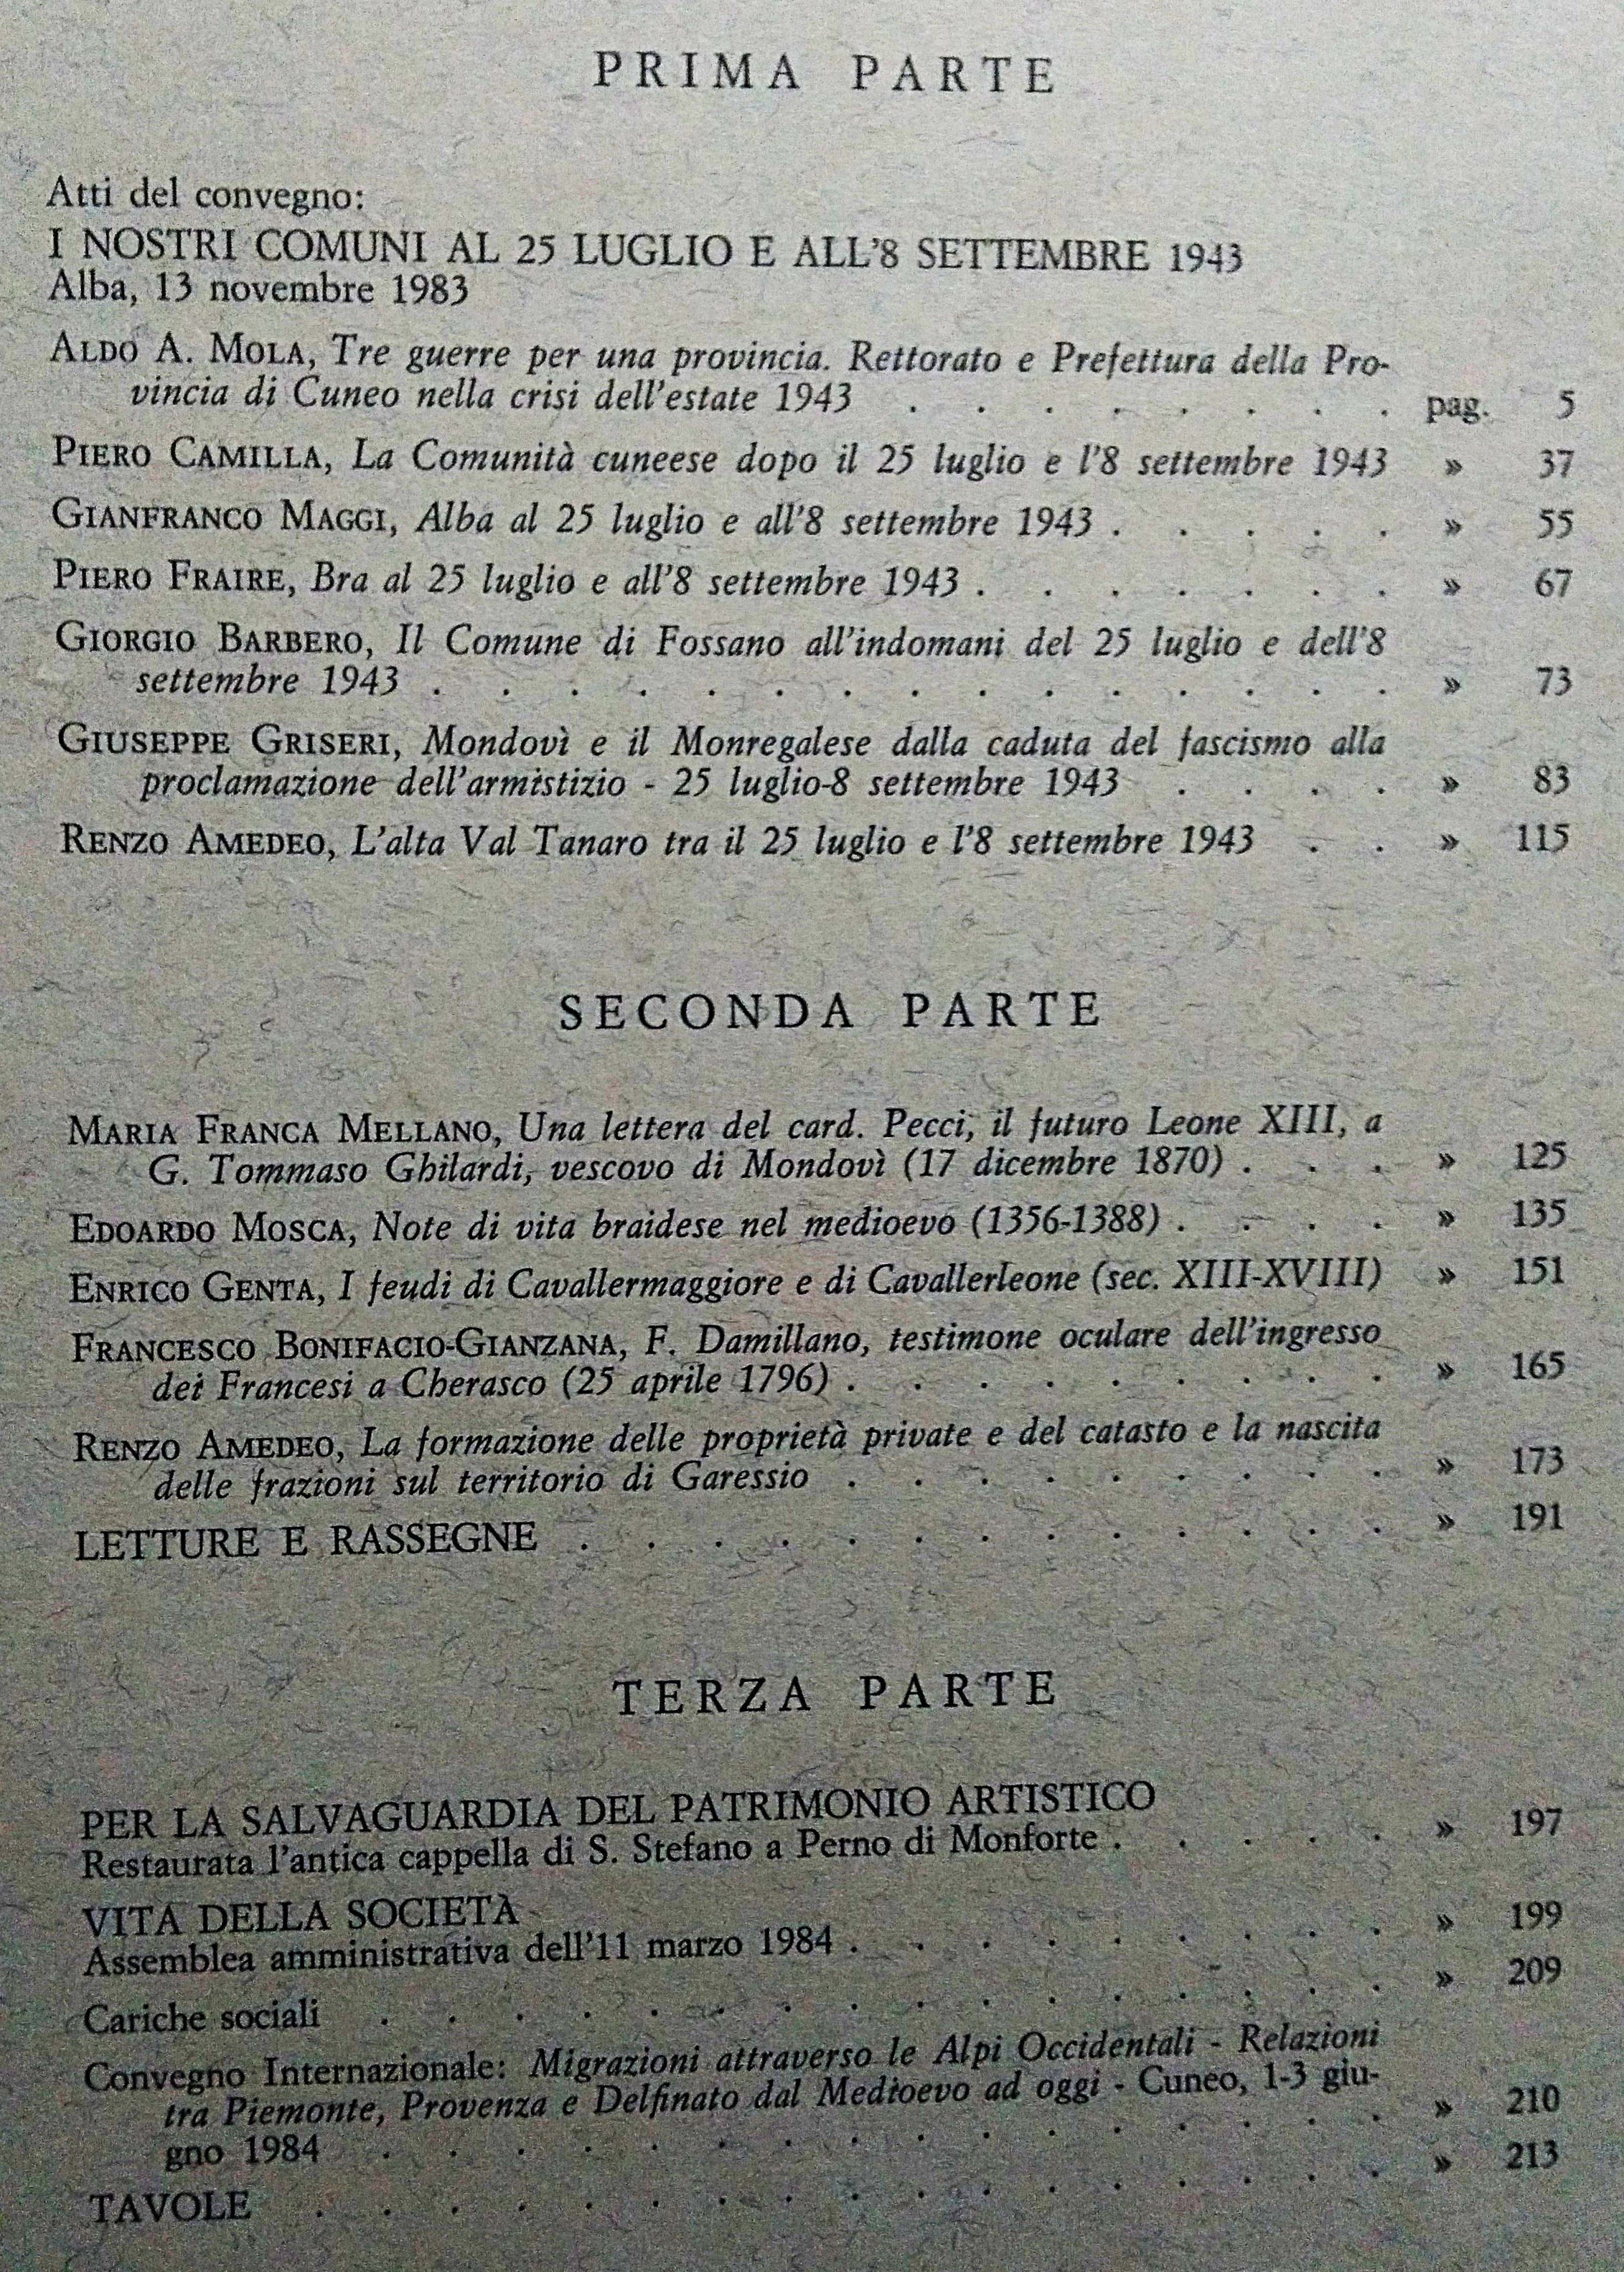 PRIMA PARTE
Atti del convegno:
I NOSTRI COMUNI AL 25 LUGLIO E ALL'8 SETTEMBRE 1943
Alba, 13 novembre 1983
ALDO A. MOLA, Tre guerre per una provincia. Rettorato e Prefettura della Pro-
vincia di Cuneo nella crisi dell'estate 1943 . . . . . . . . pag. 5
PIERO CAMILLA, La Comunità cuneese dopo il 25 luglio e l'8 settembre 1943 » 37
GIANFRANCO MAGGI, Alba al 25 luglio e all'8 settembre 1943 . . . . . » 55
PIERO FRAIRE, Bra al 25 luglio e all'8 settembre 1943 . . . . . . . » 67
GIORGIO BARBERO, Il Comune di Fossano all'indomani del 25 luglio e dell'8
settembre 1943 . . . . . . . . . . . . . . . » 73
GIUSEPPE GRISERI, Mondovì e il Monregalese dalla caduta del fascismo alla
proclamazione dell'armistizio - 25 luglio-8 settembre 1943 . . . . » 83
RENZO AMEDEO, L'alta Val Tanaro tra il 25 luglio e l'8 settembre 1943 . . » 115
SECONDA PARTE
MARIA FRANCA MELLANO, Una lettera del card. Pecci, il futuro Leone XIII, a
G. Tommaso Ghilardi, vescovo di Mondovì (17 dicembre 1870) . . . » 125
EDOARDO MOSCA, Note di vita braidese nel medioevo (1356-1388) . . . . » 135
ENRICO GENTA, I feudi di Cavallermaggiore e di Cavallerleone (sec. XIII-XVIII) » 151
FRANCESCO BONIFACIO-GIANZANA, F. Damillano, testimone oculare dell'ingresso
dei Francesi a Cherasco (25 aprile 1796) . . . . . . . . . » 165
RENZO AMEDEO, La formazione delle proprietà private e del catasto e la nascita
delle frazioni sul territorio di Garessio . . . . . . . . . » 173
LETTURE E RASSEGNE . . . . . . . . . . . . . » 191
TERZA PARTE
PER LA SALVAGUARDIA DEL PATRIMONIO ARTISTICO
Restaurata l'antica cappella di S. Stefano a Perno di Monforte . . . . . » 197
VITA DELLA SOCIETÀ
Assemblea amministrativa dell'11 marzo 1984 . . . . . . . . . » 199
Cariche sociali . . . . . . . . . . . . . . . . » 209
Convegno Internazionale: Migrazioni attraverso le Alpi Occidentali - Relazioni
tra Piemonte, Provenza e Delfinato dal Medioevo ad oggi - Cuneo, 1-3 giu-
gno 1984 . . . . . . . . . . . . . . . . » 210
TAVOLE . . . . . . . . . . . . . . . . . » 213